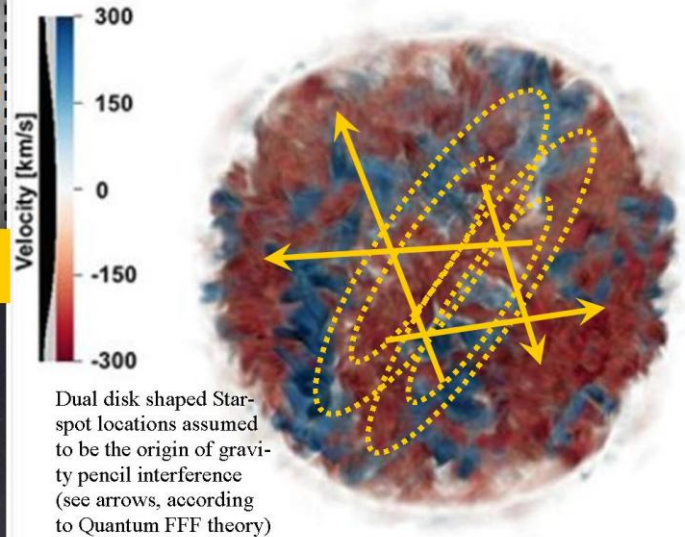 300
150
0
-150
-300
Velocity [km/s]
Dual disk shaped Star-
spot locations assumed
to be the origin of gravi-
ty pencil interference
(see arrows, according
to Quantum FFF theory)